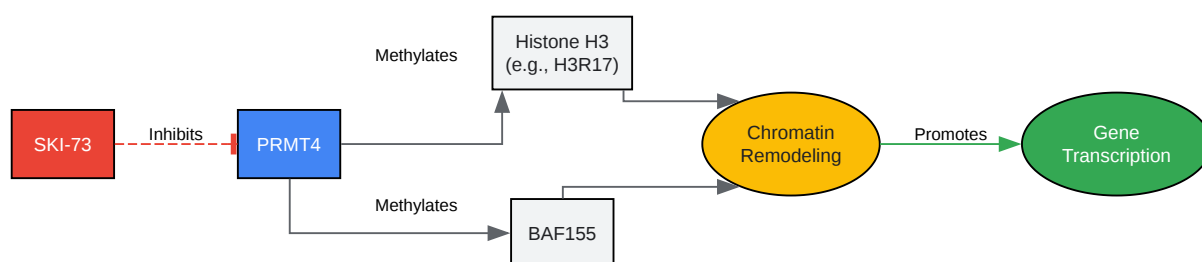 SKI-73
Inhibits
PRMT4
Methylates
Histone H3
(e.g., H3R17)
Methylates
BAF155
Chromatin
Remodeling
Promotes
Gene
Transcription